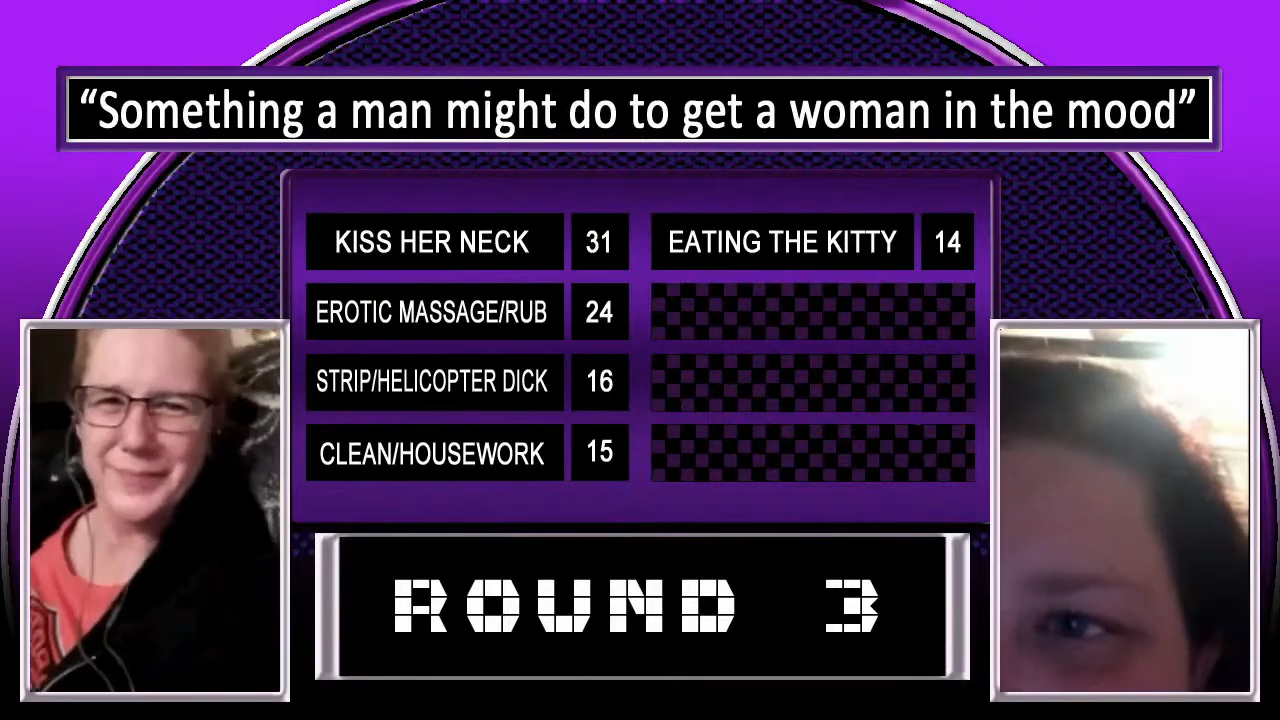 “Something a man might do to get a woman in the mood”
KISS HER NECK 31
EROTIC MASSAGE/RUB 24
STRIP/HELICOPTER DICK 16
CLEAN/HOUSEWORK 15
EATING THE KITTY 14
ROUND 3